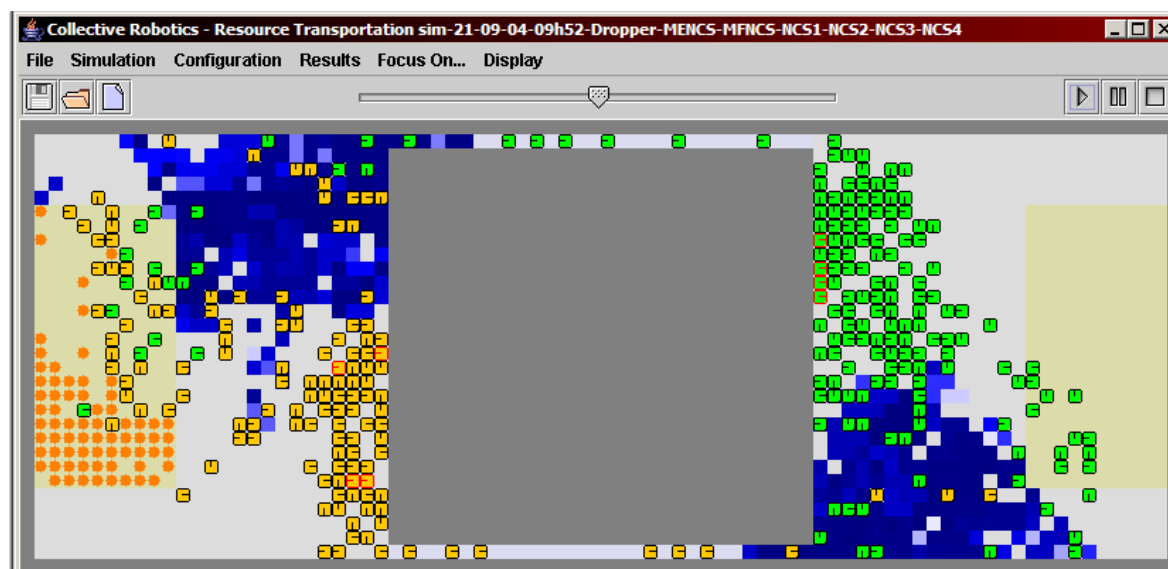 Collective Robotics - Resource Transportation sim-21-09-04-09h52-Dropper-MENCS-MFNCS-NCS1-NCS2-NCS3-NCS4
File Simulation Configuration Results Focus On... Display